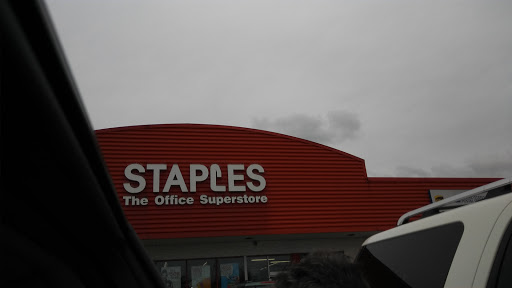 STAPLES
The Office Superstore